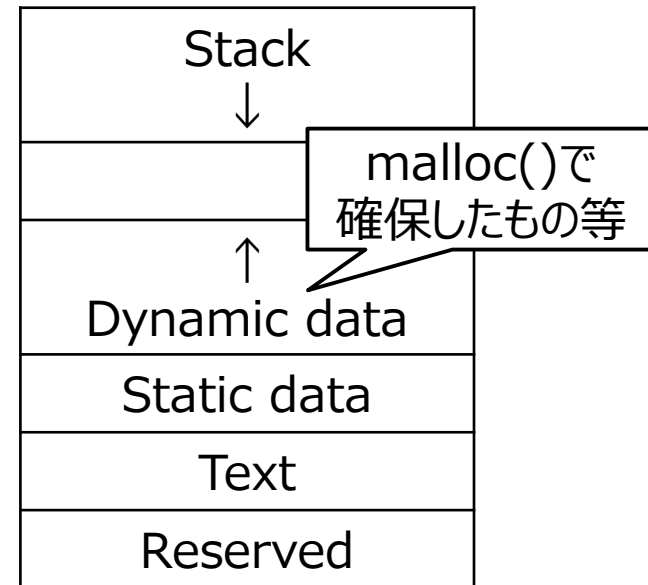 Stack
↓
malloc()で
確保したもの等
↑
Dynamic data
Static data
Text
Reserved